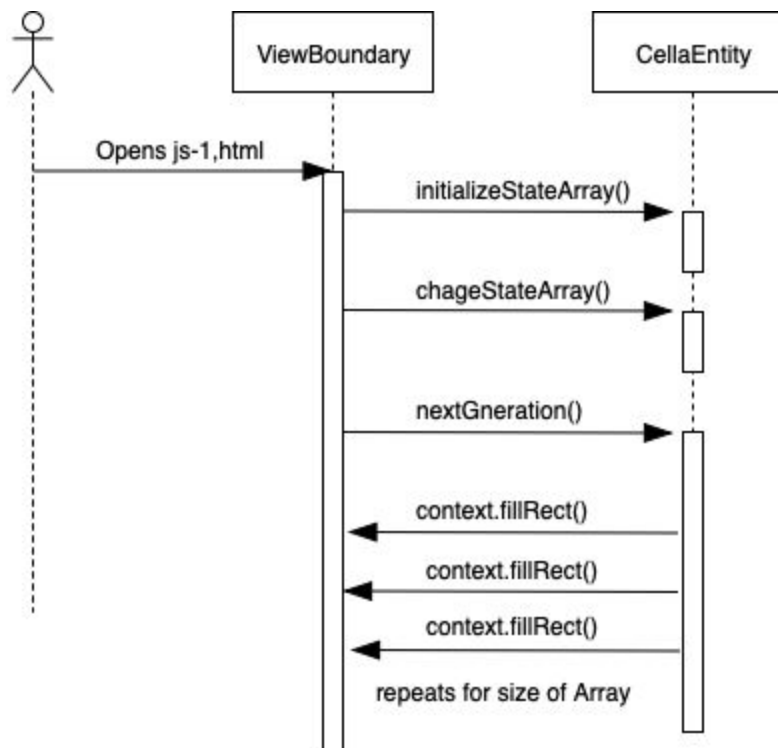 ViewBoundary
CellaEntity
Opens js-1,html
initializeStateArray()
chageStateArray()
nextGneration()
context.fillRect()
context.fillRect()
context.fillRect()
repeats for size of Array